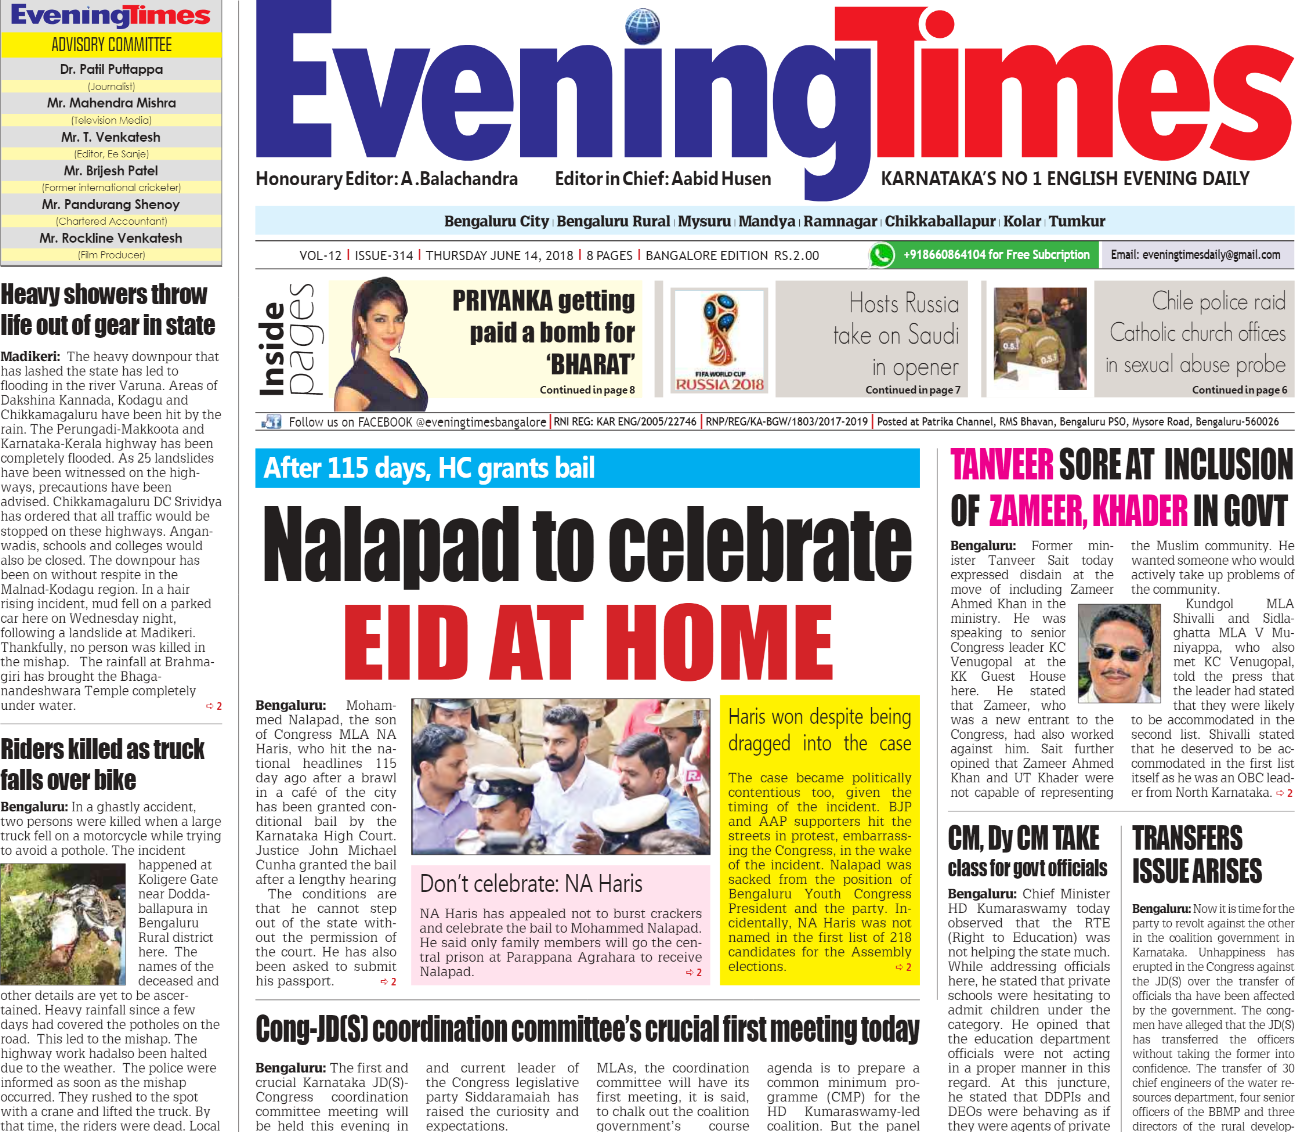 EveningTimes
ADVISORY COMMITTEE
Dr. Patil Puttappa
(Journalist)
Mr. Mahendra Mishra
(Television Media)
Mr. T. Venkatesh
(Editor, Ee Sanje)
Mr. Brijesh Patel
(Former international cricketer)
Mr. Pandurang Shenoy
(Chartered Accountant)
Mr. Rockline Venkatesh
(Film Producer)
Heavy showers throw
life out of gear in state
Madikeri: The heavy downpour that
has lashed the state has led to
flooding in the river Varuna. Areas of
Dakshina Kannada, Kodagu and
Chikkamagaluru have been hit by the
rain. The Perungadi-Makkoota and
Karnataka-Kerala highway has been
completely flooded. As 25 landslides
have been witnessed on the high-
ways, precautions have been
advised. Chikkamagaluru DC Srividya
has ordered that all traffic would be
stopped on these highways. Angan-
wadis, schools and colleges would
also be closed. The downpour has
been on without respite in the
Malnad-Kodagu region. In a hair
rising incident, mud fell on a parked
car here on Wednesday night,
following a landslide at Madikeri.
Thankfully, no person was killed in
the mishap. The rainfall at Brahma-
giri has brought the Bhaga-
nandeshwara Temple completely
under water. ➪ 2
Riders killed as truck
falls over bike
Bengaluru: In a ghastly accident,
two persons were killed when a large
truck fell on a motorcycle while trying
to avoid a pothole. The incident
happened at
Koligere Gate
near Dodda-
ballapura in
Bengaluru
Rural district
here. The
names of the
deceased and
other details are yet to be ascer-
tained. Heavy rainfall since a few
days had covered the potholes on the
road. This led to the mishap. The
highway work hadalso been halted
due to the weather. The police were
informed as soon as the mishap
occurred. They rushed to the spot
with a crane and lifted the truck. By
that time, the riders were dead. Local
EveningTimes
Honourary Editor: A .Balachandra Editor in Chief: Aabid Husen KARNATAKA'S NO 1 ENGLISH EVENING DAILY
Bengaluru City | Bengaluru Rural | Mysuru | Mandya | Ramnagar | Chikkaballapur | Kolar | Tumkur
VOL-12 | ISSUE-314 | THURSDAY JUNE 14, 2018 | 8 PAGES | BANGALORE EDITION RS.2.00
+918660864104 for Free Subcription
Email: eveningtimesdaily@gmail.com
Inside
pages
PRIYANKA getting
paid a bomb for
'BHARAT'
Continued in page 8
FIFA WORLD CUP
RUSSIA 2018
Hosts Russia
take on Saudi
in opener
Continued in page 7
O.S.I
O.S.I
Chile police raid
Catholic church offices
in sexual abuse probe
Continued in page 6
Follow us on FACEBOOK @eveningtimesbangalore | RNI REG: KAR ENG/2005/22746 | RNP/REG/KA-BGW/1803/2017-2019 | Posted at Patrika Channel, RMS Bhavan, Bengaluru PSO, Mysore Road, Bengaluru-560026
After 115 days, HC grants bail
Nalapad to celebrate
EID AT HOME
Bengaluru: Moham-
med Nalapad, the son
of Congress MLA NA
Haris, who hit the na-
tional headlines 115
day ago after a brawl
in a café of the city
has been granted con-
ditional bail by the
Karnataka High Court.
Justice John Michael
Cunha granted the bail
after a lengthy hearing
The conditions are
that he cannot step
out of the state with-
out the permission of
the court. He has also
been asked to submit
his passport. ➪ 2
R
Don't celebrate: NA Haris
NA Haris has appealed not to burst crackers
and celebrate the bail to Mohammed Nalapad.
He said only family members will go the cen-
tral prison at Parappana Agrahara to receive
Nalapad. ➪ 2
Haris won despite being
dragged into the case
The case became politically
contentious too, given the
timing of the incident. BJP
and AAP supporters hit the
streets in protest, embarrass-
ing the Congress, in the wake
of the incident. Nalapad was
sacked from the position of
Bengaluru Youth Congress
President and the party. In-
cidentally, NA Haris was not
named in the first list of 218
candidates for the Assembly
elections. ➪ 2
Cong-JD(S) coordination committee's crucial first meeting today
Bengaluru: The first and
crucial Karnataka JD(S)-
Congress coordination
committee meeting will
be held this evening in
and current leader of
the Congress legislative
party Siddaramaiah has
raised the curiosity and
expectations.
MLAs, the coordination
committee will have its
first meeting, it is said,
to chalk out the coalition
government's course
agenda is to prepare a
common minimum pro-
gramme (CMP) for the
HD Kumaraswamy-led
coalition. But the panel
TANVEER SORE AT INCLUSION
OF ZAMEER, KHADER IN GOVT
Bengaluru: Former min-
ister Tanveer Sait today
expressed disdain at the
move of including Zameer
Ahmed Khan in the
ministry. He was
speaking to senior
Congress leader KC
Venugopal at the
KK Guest House
here. He stated
that Zameer, who
was a new entrant to the
Congress, had also worked
against him. Sait further
opined that Zameer Ahmed
Khan and UT Khader were
not capable of representing
the Muslim community. He
wanted someone who would
actively take up problems of
the community.
Kundgol MLA
Shivalli and Sidla-
ghatta MLA V Mu-
niyappa, who also
met KC Venugopal,
told the press that
the leader had stated
that they were likely
to be accommodated in the
second list. Shivalli stated
that he deserved to be ac-
commodated in the first list
itself as he was an OBC lead-
er from North Karnataka. ➪ 2
CM, Dy CM TAKE
class for govt officials
Bengaluru: Chief Minister
HD Kumaraswamy today
observed that the RTE
(Right to Education) was
not helping the state much.
While addressing officials
here, he stated that private
schools were hesitating to
admit children under the
category. He opined that
the education department
officials were not acting
in a proper manner in this
regard. At this juncture,
he stated that DDPIs and
DEOs were behaving as if
they were agents of private
TRANSFERS
ISSUE ARISES
Bengaluru: Now it is time for the
party to revolt against the other
in the coalition government in
Karnataka. Unhappiness has
erupted in the Congress against
the JD(S) over the transfer of
officials tha have been affected
by the government. The cong-
men have alleged that the JD(S)
has transferred the officers
without taking the former into
confidence. The transfer of 30
chief engineers of the water re-
sources department, four senior
officers of the BBMP and three
directors of the rural develop-